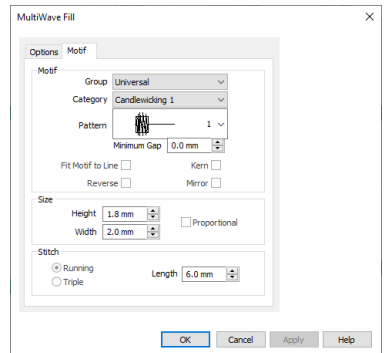 MultiWave Fill
Options Motif
Motif
Group Universal
Category Candlewicking 1
Pattern 1
Minimum Gap 0.0 mm
Fit Motif to Line Kern
Reverse Mirror
Size
Height 1.8 mm
Width 2.0 mm
Proportional
Stitch
Running
Triple
Length 6.0 mm
OK Cancel Apply Help